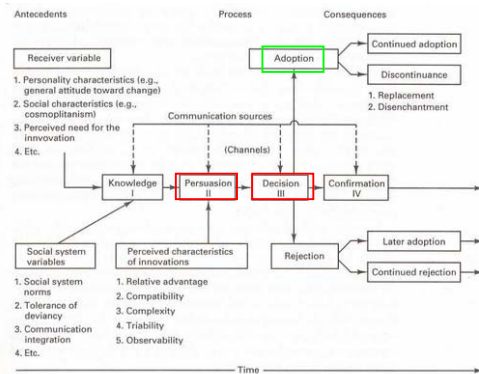 Antecedents
Process
Consequences
Receiver variable
1. Personality characteristics (e.g.,
general attitude toward change)
2. Social characteristics (e.g.,
cosmoplitanism)
3. Perceived need for the
innvovation
4. Etc.
Adoption
Continued adoption
Discontinuance
1. Replacement
2. Disenchantment
Communication sources
(Channels)
Knowledge
I
Persuasion
II
Decision
III
Confirmation
IV
Social system
variables
1. Social system
norms
2. Tolerance of
deviancy
3. Communication
integration
4. Etc.
Perceived characteristics
of innovations
1. Relative advantage
2. Compatibility
3. Complexity
4. Triability
5. Observability
Rejection
Later adoption
Continued rejection
Time